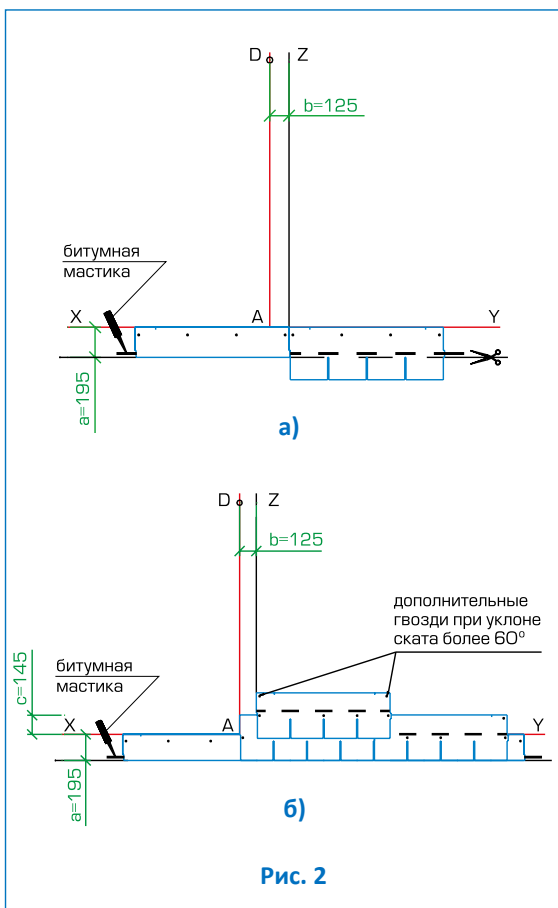 D
Z
b=125
битумная
мастика
X
A
Y
a=195
а)
D
Z
b=125
дополнительные
гвозди при уклоне
ската более 60°
c=145
битумная
мастика
X
A
Y
a=195
б)
Рис. 2